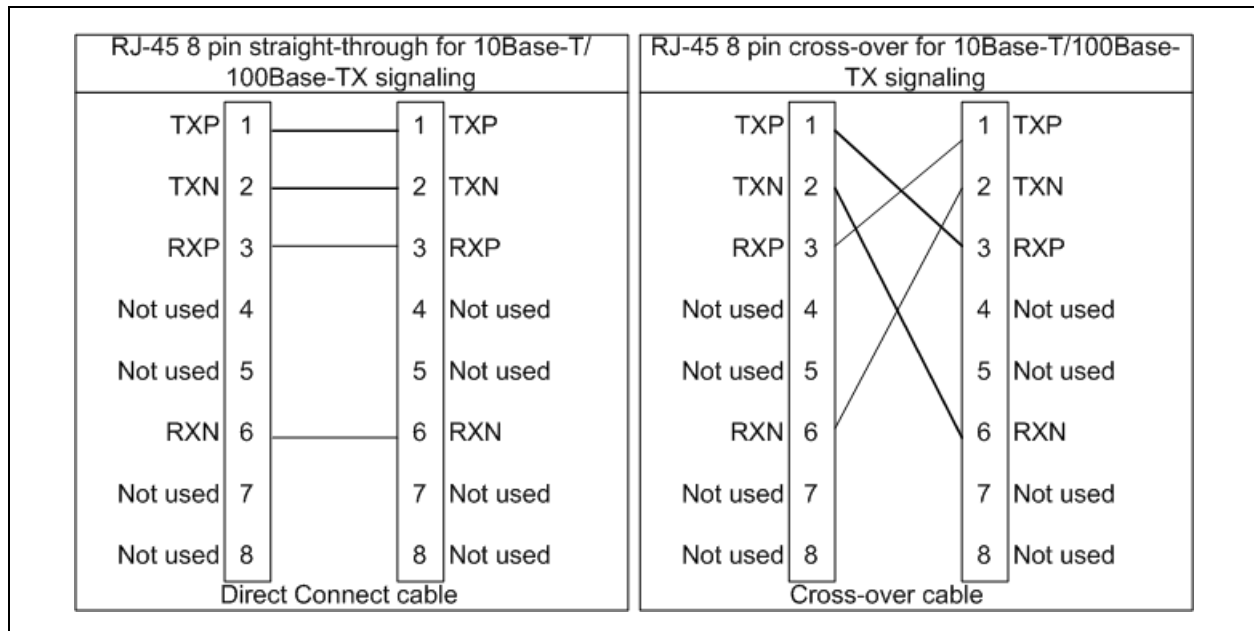 RJ-45 8 pin straight-through for 10Base-T/
100Base-TX signaling
TXP 1 1 TXP
TXN 2 2 TXN
RXP 3 3 RXP
Not used 4 4 Not used
Not used 5 5 Not used
RXN 6 6 RXN
Not used 7 7 Not used
Not used 8 8 Not used
Direct Connect cable
RJ-45 8 pin cross-over for 10Base-T/100Base-
TX signaling
TXP 1 1 TXP
TXN 2 2 TXN
RXP 3 3 RXP
Not used 4 4 Not used
Not used 5 5 Not used
RXN 6 6 RXN
Not used 7 7 Not used
Not used 8 8 Not used
Cross-over cable